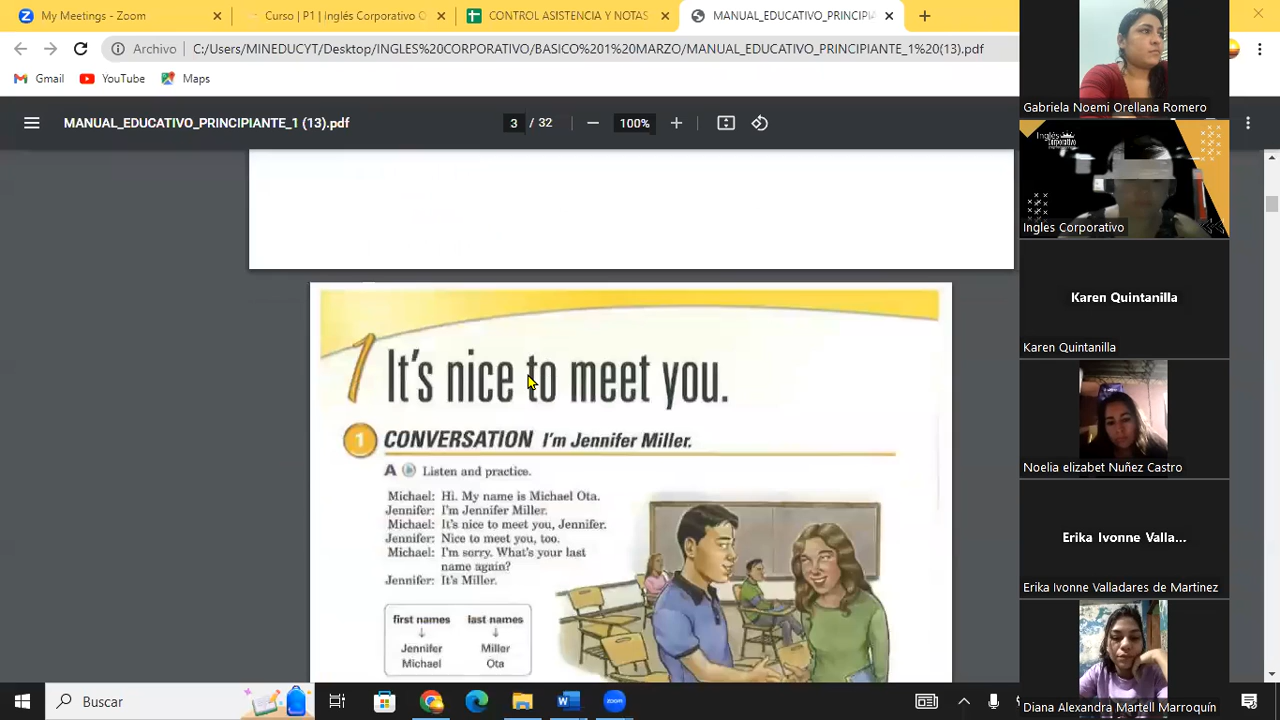 My Meetings - Zoom
Curso | P1 | Inglés Corporativo O
CONTROL ASISTENCIA Y NOTAS
MANUAL_EDUCATIVO_PRINCIPIA
Archivo
C:/Users/MINEDUCYT/Desktop/INGLES%20CORPORATIVO/BASICO%201%20MARZO/MANUAL_EDUCATIVO_PRINCIPIANTE_1%20(13).pdf
Gmail
YouTube
Maps
MANUAL_EDUCATIVO_PRINCIPIANTE_1 (13).pdf
3 / 32
100%
1 It's nice to meet you.
1 CONVERSATION I'm Jennifer Miller.
A Listen and practice.
Michael: Hi. My name is Michael Ota.
Jennifer: I'm Jennifer Miller.
Michael: It's nice to meet you, Jennifer.
Jennifer: Nice to meet you, too.
Michael: I'm sorry. What's your last
name again?
Jennifer: It's Miller.
first names last names
Jennifer Miller
Michael Ota
Gabriela Noemi Orellana Romero
Inglés
Corporativo
Ingles Corporativo
Karen Quintanilla
Karen Quintanilla
Noelia elizabet Nuñez Castro
Erika Ivonne Valla...
Erika Ivonne Valladares de Martinez
Diana Alexandra Martell Marroquín
Buscar
zoom